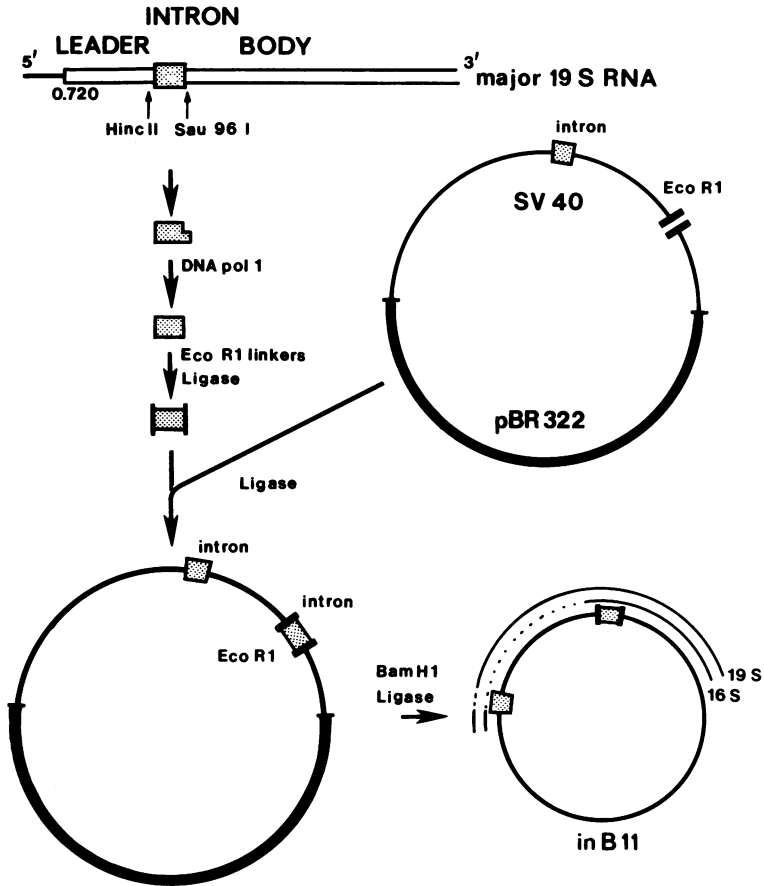 INTRON
LEADER BODY
5' 3'
major 19 S RNA
0.720
Hinc II Sau 96 I
intron
Eco R1
SV 40
DNA pol 1
Eco R1 linkers
Ligase
pBR 322
Ligase
intron
intron
Eco R1
Bam H1
Ligase
19 S
16 S
in B 11